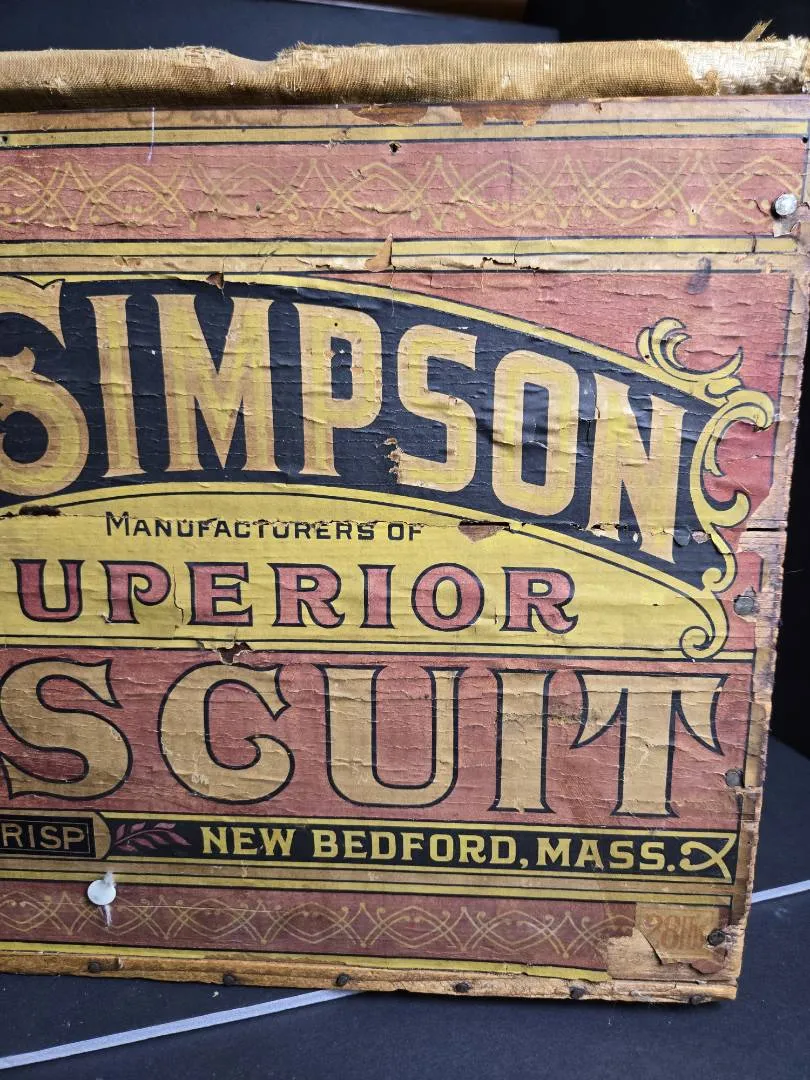 SIMPSON
MANUFACTURERS OF
UPERIOR
SCUIT
RISP NEW BEDFORD, MASS.